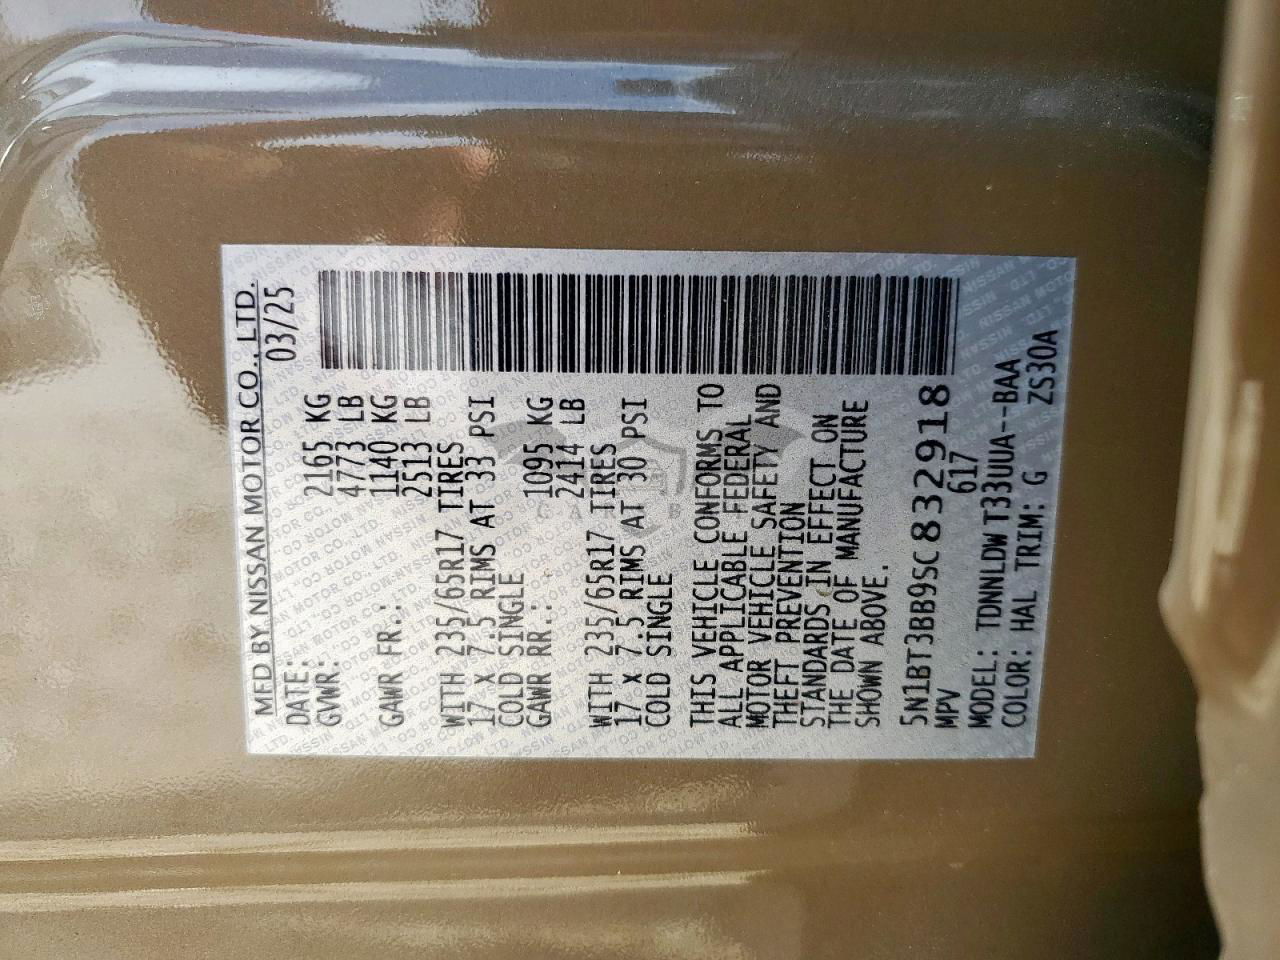 MFD BY NISSAN MOTOR CO., LTD.
DATE: 03/25
GVWR: 2165 KG
4773 LB
GAWR FR.: 1140 KG
2513 LB
WITH 235/65R17 TIRES
17 x 7.5 RIMS AT 33 PSI
COLD SINGLE
GAWR RR.: 1095 KG
2414 LB
WITH 235/65R17 TIRES
17 x 7.5 RIMS AT 30 PSI
COLD SINGLE
THIS VEHICLE CONFORMS TO
ALL APPLICABLE FEDERAL
MOTOR VEHICLE SAFETY AND
THEFT PREVENTION
STANDARDS IN EFFECT ON
THE DATE OF MANUFACTURE
SHOWN ABOVE.
5N1BT3BB9SC832918
MPV 617
MODEL: TDNNLDW T33UUA--BAA
COLOR: HAL TRIM: G ZS30A